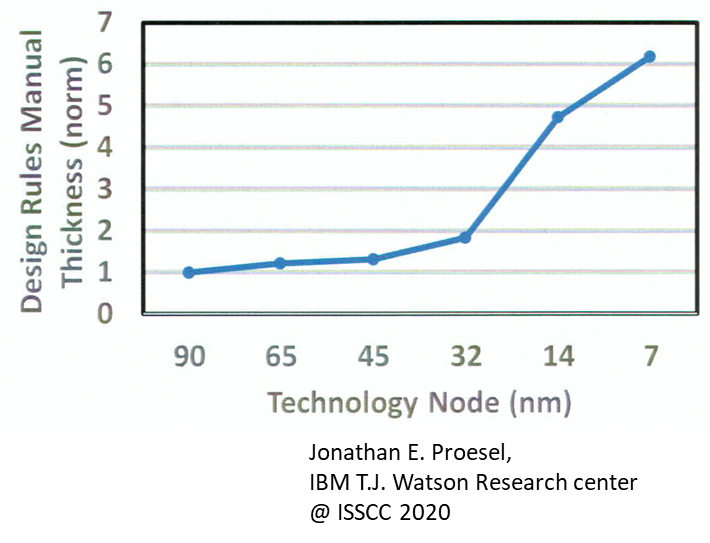 Design Rules Manual
Thickness (norm)
7
6
5
4
3
2
1
0
90 65 45 32 14 7
Technology Node (nm)
Jonathan E. Proesel,
IBM T.J. Watson Research center
@ ISSCC 2020